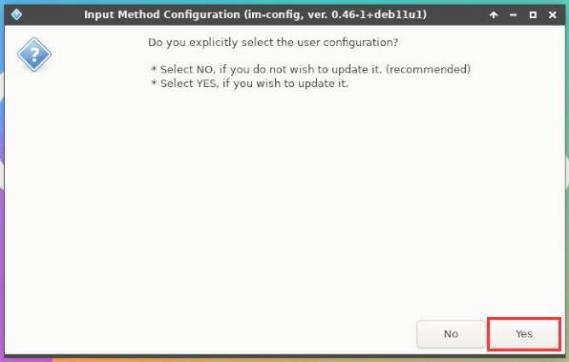 Input Method Configuration (im-config, ver. 0.46-1+deb11u1)
Do you explicitly select the user configuration?
* Select NO, if you do not wish to update it. (recommended)
* Select YES, if you wish to update it.
No
Yes